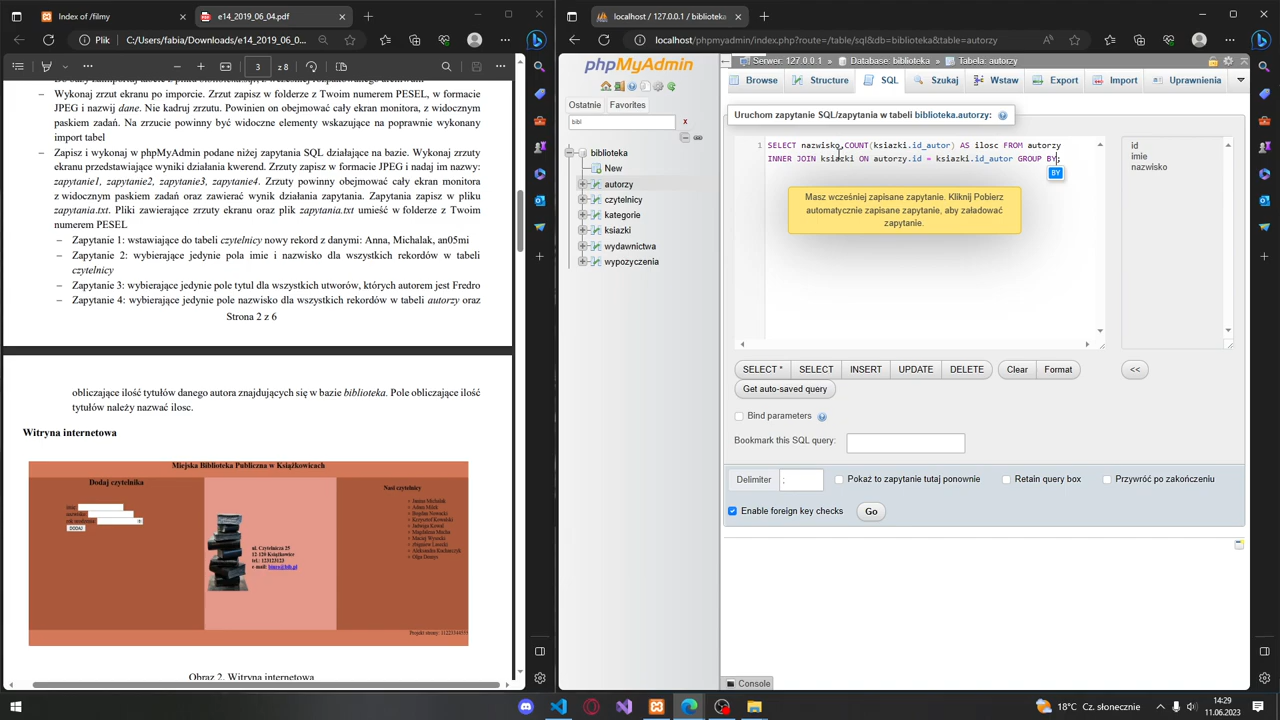 Index of /filmy
e14_2019_06_04.pdf
localhost / 127.0.0.1 / biblioteka
Plik
C:/Users/fabia/Downloads/e14_2019_06_0...
localhost/phpmyadmin/index.php?route=/table/sql&db=biblioteka&table=autorzy
3
z 8
Wykonaj zrzut ekranu po imporcie. Zrzut zapisz w folderze z Twoim numerem PESEL, w formacie
JPEG i nazwij dane. Nie kadruj zrzutu. Powinien on obejmować cały ekran monitora, z widocznym
paskiem zadań. Na zrzucie powinny być widoczne elementy wskazujące na poprawnie wykonany
import tabel
– Zapisz i wykonaj w phpMyAdmin podane niżej zapytania SQL działające na bazie. Wykonaj zrzuty
ekranu przedstawiające wyniki działania kwerend. Zrzuty zapisz w formacie JPEG i nadaj im nazwy:
zapytanie1, zapytanie2, zapytanie3, zapytanie4. Zrzuty powinny obejmować cały ekran monitora
z widocznym paskiem zadań oraz zawierać wynik działania zapytania. Zapytania zapisz w pliku
zapytania.txt. Pliki zawierające zrzuty ekranu oraz plik zapytania.txt umieść w folderze z Twoim
numerem PESEL
– Zapytanie 1: wstawiające do tabeli czytelnicy nowy rekord z danymi: Anna, Michalak, an05mi
– Zapytanie 2: wybierające jedynie pola imie i nazwisko dla wszystkich rekordów w tabeli
czytelnicy
– Zapytanie 3: wybierające jedynie pole tytul dla wszystkich utworów, których autorem jest Fredro
– Zapytanie 4: wybierające jedynie pole nazwisko dla wszystkich rekordów w tabeli autorzy oraz
Strona 2 z 6
obliczające ilość tytułów danego autora znajdujących się w bazie biblioteka. Pole obliczające ilość
tytułów należy nazwać ilosc.
Witryna internetowa
Miejska Biblioteka Publiczna w Książkowicach
Dodaj czytelnika
DODAJ
ul. Czytelnicza 25
12-120 Książkowice
tel.: 123123123
e-mail: biuro@bib.pl
Nasi czytelnicy
Obraz 2. Witryna internetowa
phpMyAdmin
Ostatnie
Favorites
bibl
X
biblioteka
New
autorzy
czytelnicy
kategorie
ksiazki
wydawnictwa
wypozyczenia
Server: 127.0.0.1 » Database: biblioteka » Tabela: autorzy
Browse
Structure
SQL
Szukaj
Wstaw
Export
Import
Uprawnienia
Uruchom zapytanie SQL/zapytania w tabeli biblioteka.autorzy:
1 SELECT nazwisko,COUNT(ksiazki.id_autor) AS ilosc FROM autorzy
INNER JOIN ksiazki ON autorzy.id = ksiazki.id_autor GROUP BY;
BY
Masz wcześniej zapisane zapytanie. Kliknij Pobierz
automatycznie zapisane zapytanie, aby załadować
zapytanie.
id
imie
nazwisko
SELECT *
SELECT
INSERT
UPDATE
DELETE
Clear
Format
<<
Get auto-saved query
Bind parameters
Bookmark this SQL query:
Delimiter
;
Pokaż to zapytanie tutaj ponownie
Retain query box
Przywróć po zakończeniu
Enable foreign key checks
Go
Console
18°C Cz. słonecznie
14:29
11.06.2023